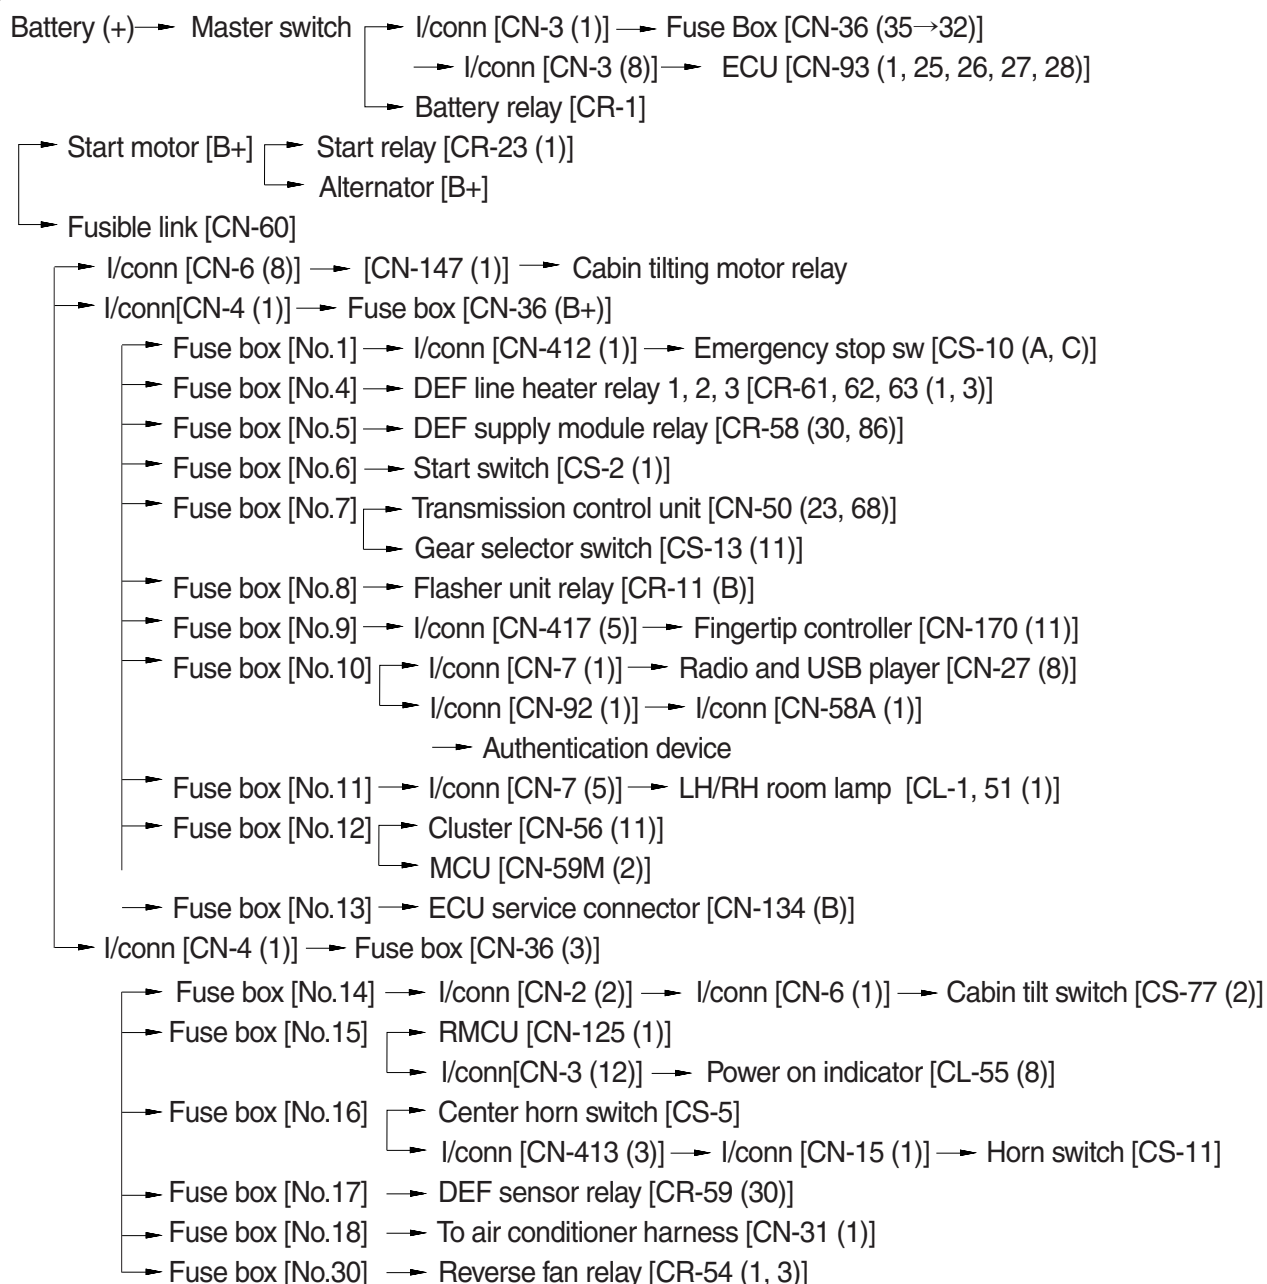 Battery (+)→ Master switch → I/conn [CN-3 (1)] → Fuse Box [CN-36 (35→32)]
→ I/conn [CN-3 (8)] → ECU [CN-93 (1, 25, 26, 27, 28)]
→ Battery relay [CR-1]
→ Start motor [B+] → Start relay [CR-23 (1)]
→ Alternator [B+]
→ Fusible link [CN-60]
→ I/conn [CN-6 (8)] → [CN-147 (1)] → Cabin tilting motor relay
→ I/conn[CN-4 (1)] → Fuse box [CN-36 (B+)]
→ Fuse box [No.1] → I/conn [CN-412 (1)] → Emergency stop sw [CS-10 (A, C)]
→ Fuse box [No.4] → DEF line heater relay 1, 2, 3 [CR-61, 62, 63 (1, 3)]
→ Fuse box [No.5] → DEF supply module relay [CR-58 (30, 86)]
→ Fuse box [No.6] → Start switch [CS-2 (1)]
→ Fuse box [No.7] → Transmission control unit [CN-50 (23, 68)]
→ Gear selector switch [CS-13 (11)]
→ Fuse box [No.8] → Flasher unit relay [CR-11 (B)]
→ Fuse box [No.9] → I/conn [CN-417 (5)] → Fingertip controller [CN-170 (11)]
→ Fuse box [No.10] → I/conn [CN-7 (1)] → Radio and USB player [CN-27 (8)]
→ I/conn [CN-92 (1)] → I/conn [CN-58A (1)]
→ Authentication device
→ Fuse box [No.11] → I/conn [CN-7 (5)] → LH/RH room lamp [CL-1, 51 (1)]
→ Fuse box [No.12] → Cluster [CN-56 (11)]
→ MCU [CN-59M (2)]
→ Fuse box [No.13] → ECU service connector [CN-134 (B)]
→ I/conn [CN-4 (1)] → Fuse box [CN-36 (3)]
→ Fuse box [No.14] → I/conn [CN-2 (2)] → I/conn [CN-6 (1)] → Cabin tilt switch [CS-77 (2)]
→ Fuse box [No.15] → RMCU [CN-125 (1)]
→ I/conn[CN-3 (12)] → Power on indicator [CL-55 (8)]
→ Fuse box [No.16] → Center horn switch [CS-5]
→ I/conn [CN-413 (3)] → I/conn [CN-15 (1)] → Horn switch [CS-11]
→ Fuse box [No.17] → DEF sensor relay [CR-59 (30)]
→ Fuse box [No.18] → To air conditioner harness [CN-31 (1)]
→ Fuse box [No.30] → Reverse fan relay [CR-54 (1, 3)]